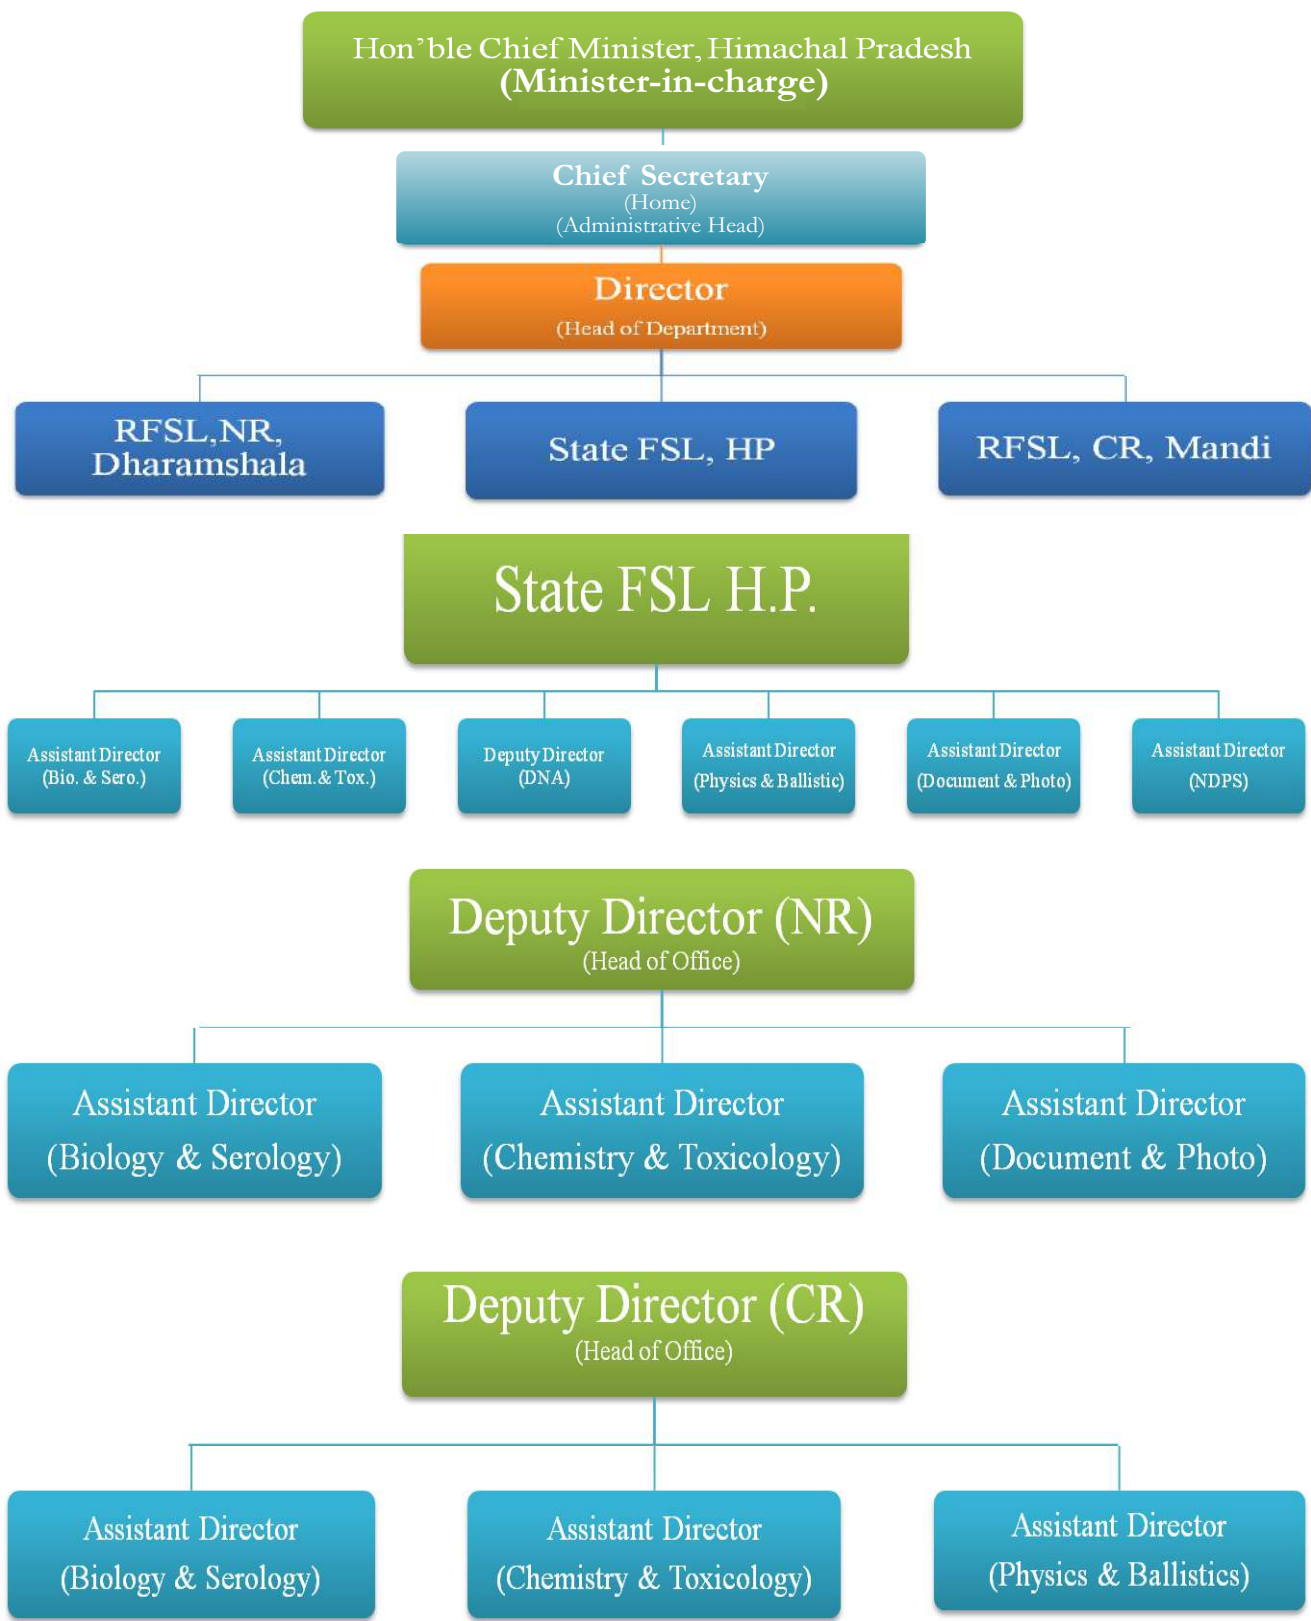 Hon’ble Chief Minister, Himachal Pradesh
(Minister-in-charge)
Chief Secretary
(Home)
(Administrative Head)
Director
(Head of Department)
RFSL,NR,
Dharamshala
State FSL, HP
RFSL, CR, Mandi
State FSL H.P.
Assistant Director
(Bio. & Sero.)
Assistant Director
(Chem.& Tox.)
Deputy Director
(DNA)
Assistant Director
(Physics & Ballistic)
Assistant Director
(Document & Photo)
Assistant Director
(NDPS)
Deputy Director (NR)
(Head of Office)
Assistant Director
(Biology & Serology)
Assistant Director
(Chemistry & Toxicology)
Assistant Director
(Document & Photo)
Deputy Director (CR)
(Head of Office)
Assistant Director
(Biology & Serology)
Assistant Director
(Chemistry & Toxicology)
Assistant Director
(Physics & Ballistics)